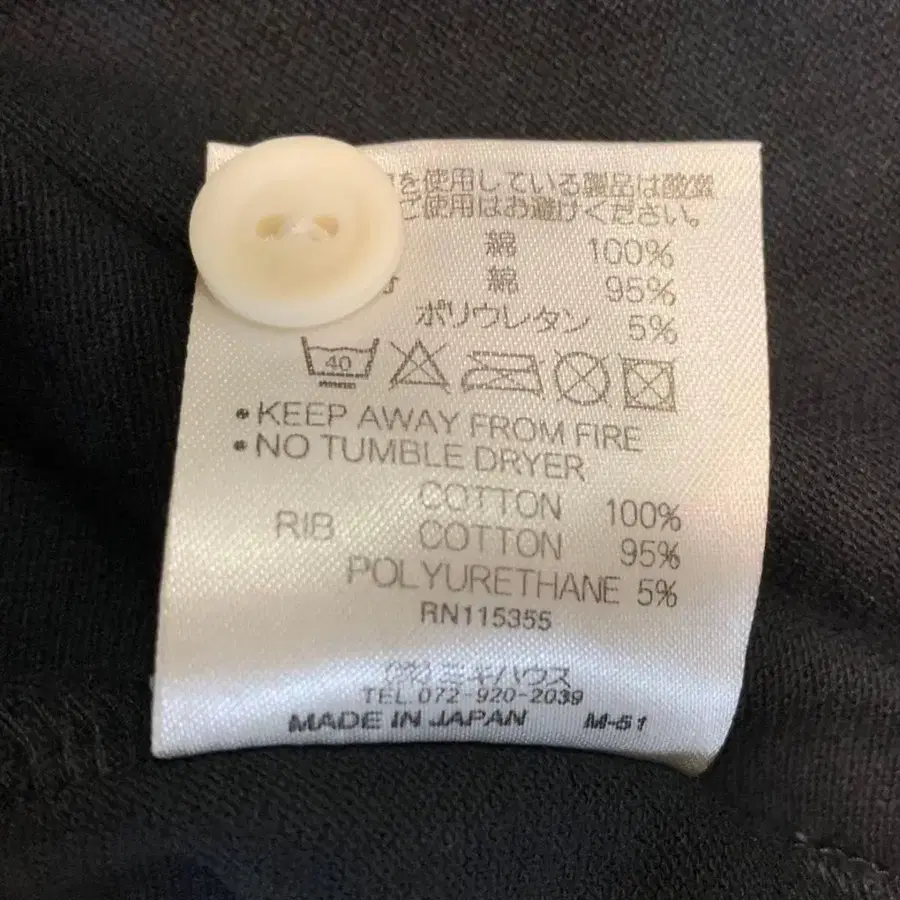 を使用している製品は酸素
ご使用はお避けください。
綿 100%
綿 95%
ポリウレタン 5%
40
• KEEP AWAY FROM FIRE
• NO TUMBLE DRYER
COTTON 100%
RIB COTTON 95%
POLYURETHANE 5%
RN115355
(株)ミキハウス
TEL.072-920-2039
MADE IN JAPAN M-51